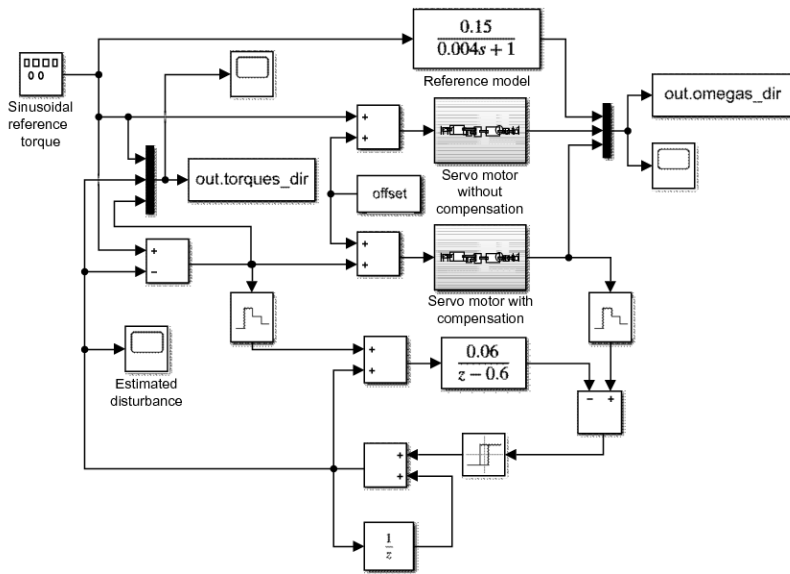 0.15
0.004s + 1
Reference model
Sinusoidal
reference
torque
out.omegas_dir
+
+
Servo motor
without
compensation
out.torques_dir
offset
+
−
+
+
Servo motor with
compensation
Estimated
disturbance
+
+
0.06
z − 0.6
− +
+
+
1
z